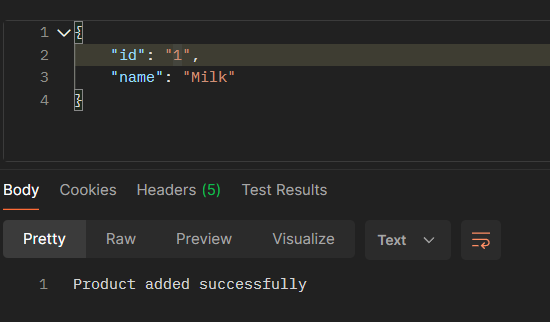 1 {
2 "id": "1",
3 "name": "Milk"
4 }
Body Cookies Headers (5) Test Results
Pretty Raw Preview Visualize Text
1 Product added successfully